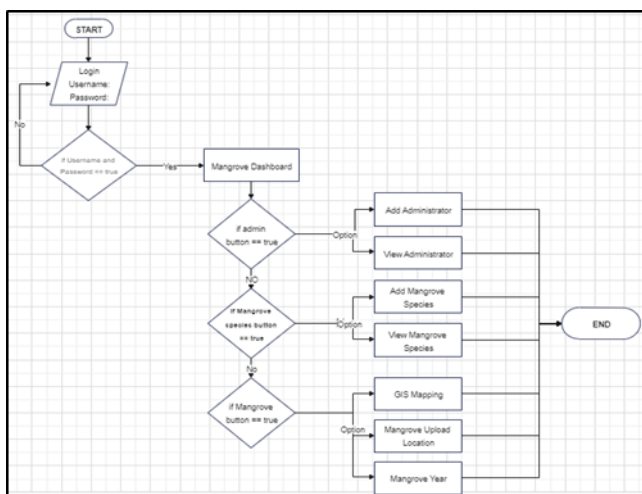 START
Login
Username:
Password:
No
if Username and
Password == true
Yes
Mangrove Dashboard
if admin
button == true
Option
Add Administrator
View Administrator
NO
if Mangrove
species button
== true
Option
Add Mangrove
Species
View Mangrove
Species
END
No
if Mangrove
button == true
Option
GIS Mapping
Mangrove Upload
Location
Mangrove Year